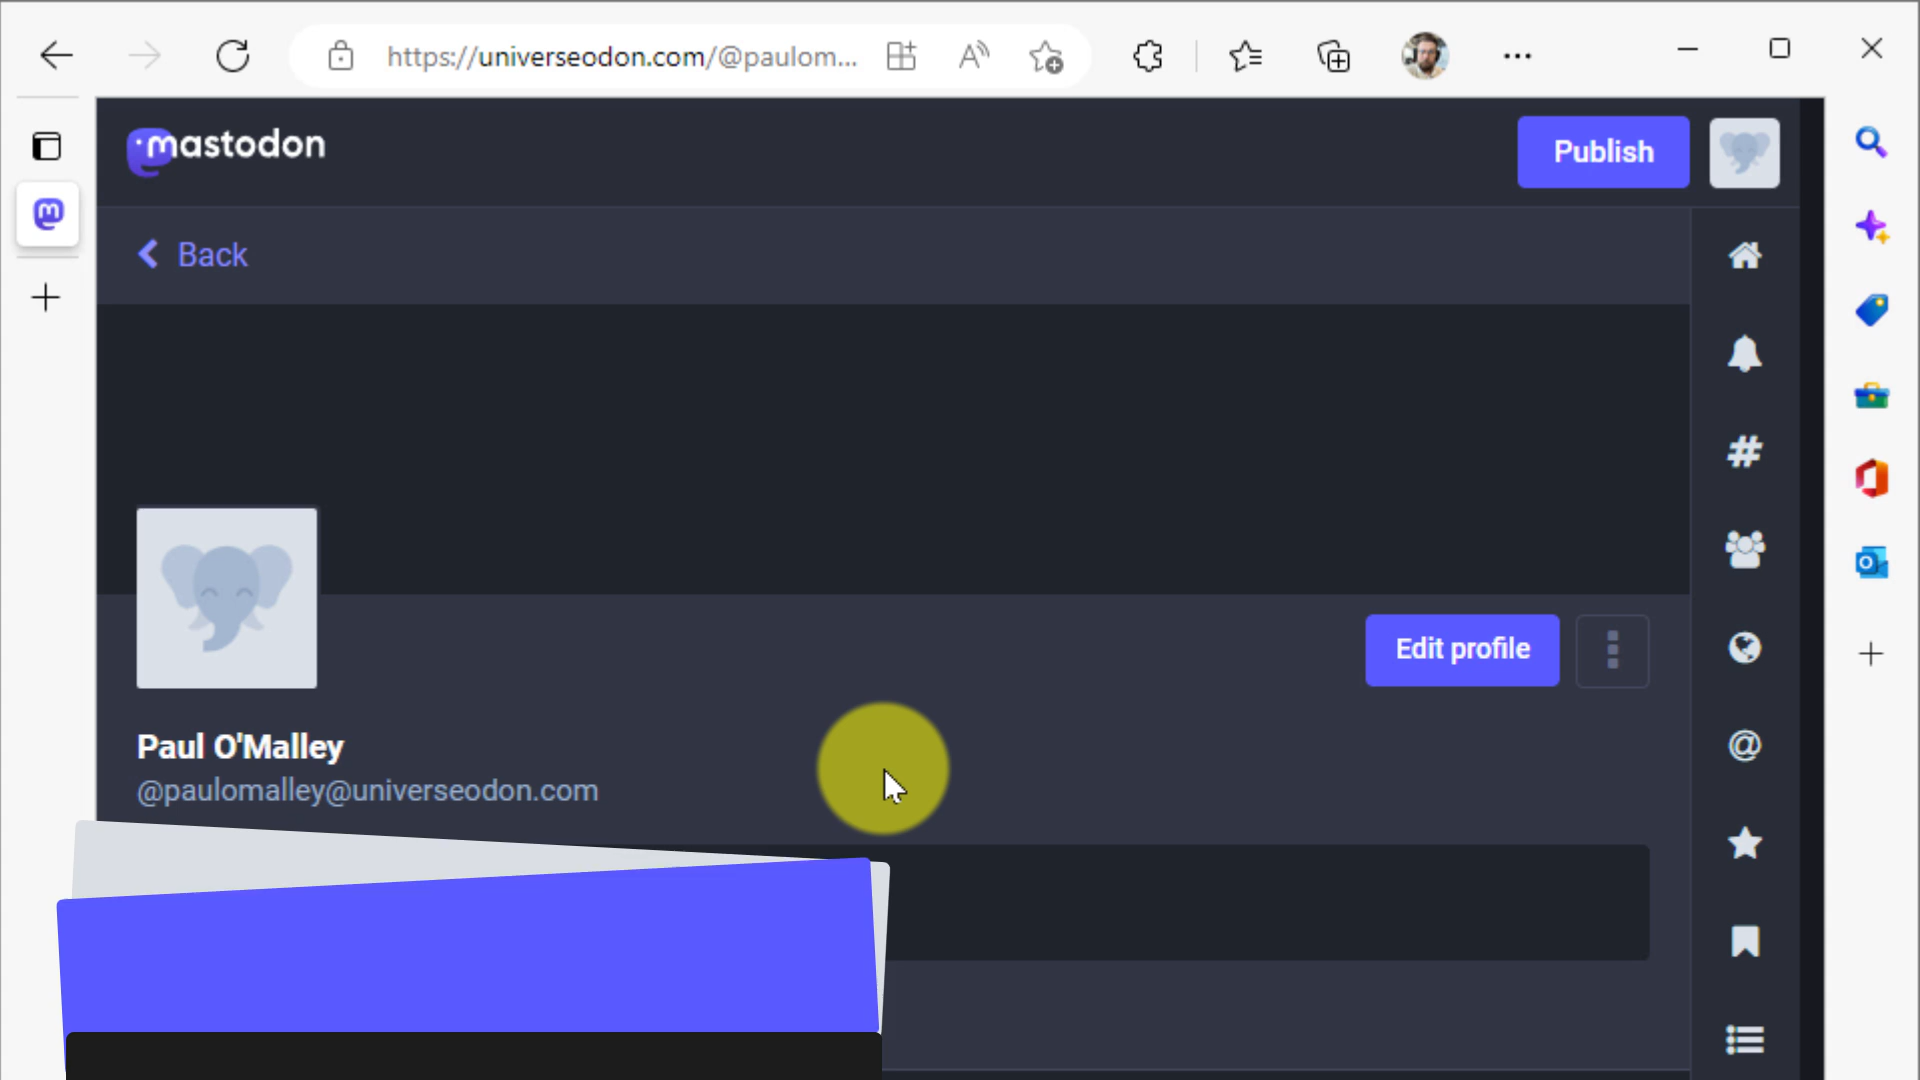 https://universeodon.com/@paulom...
mastodon
Publish
Back
Edit profile
Paul O'Malley
@paulomalley@universeodon.com